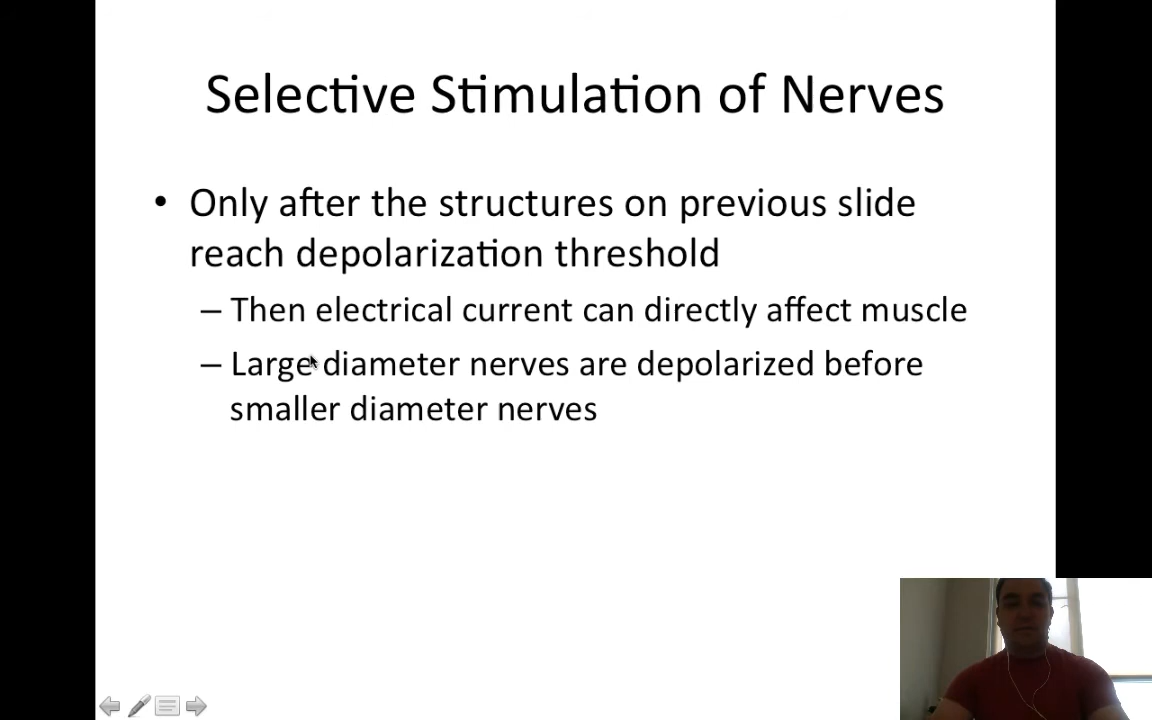 Selective Stimulation of Nerves
• Only after the structures on previous slide
reach depolarization threshold
– Then electrical current can directly affect muscle
– Large diameter nerves are depolarized before
smaller diameter nerves